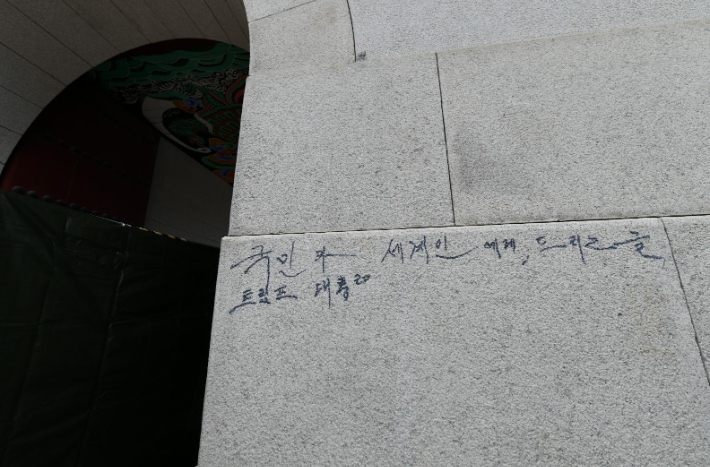 국민과 세계인 에게, 드리는 글
트럼프 대통령